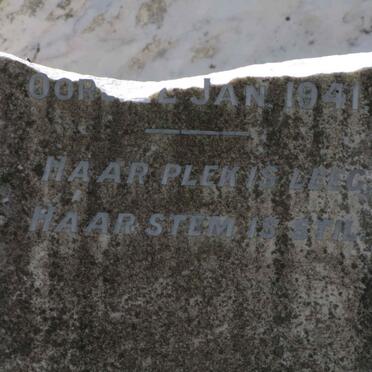 JAN 1941
HAAR PLEK IS LEEG
HAAR STEM IS STIL